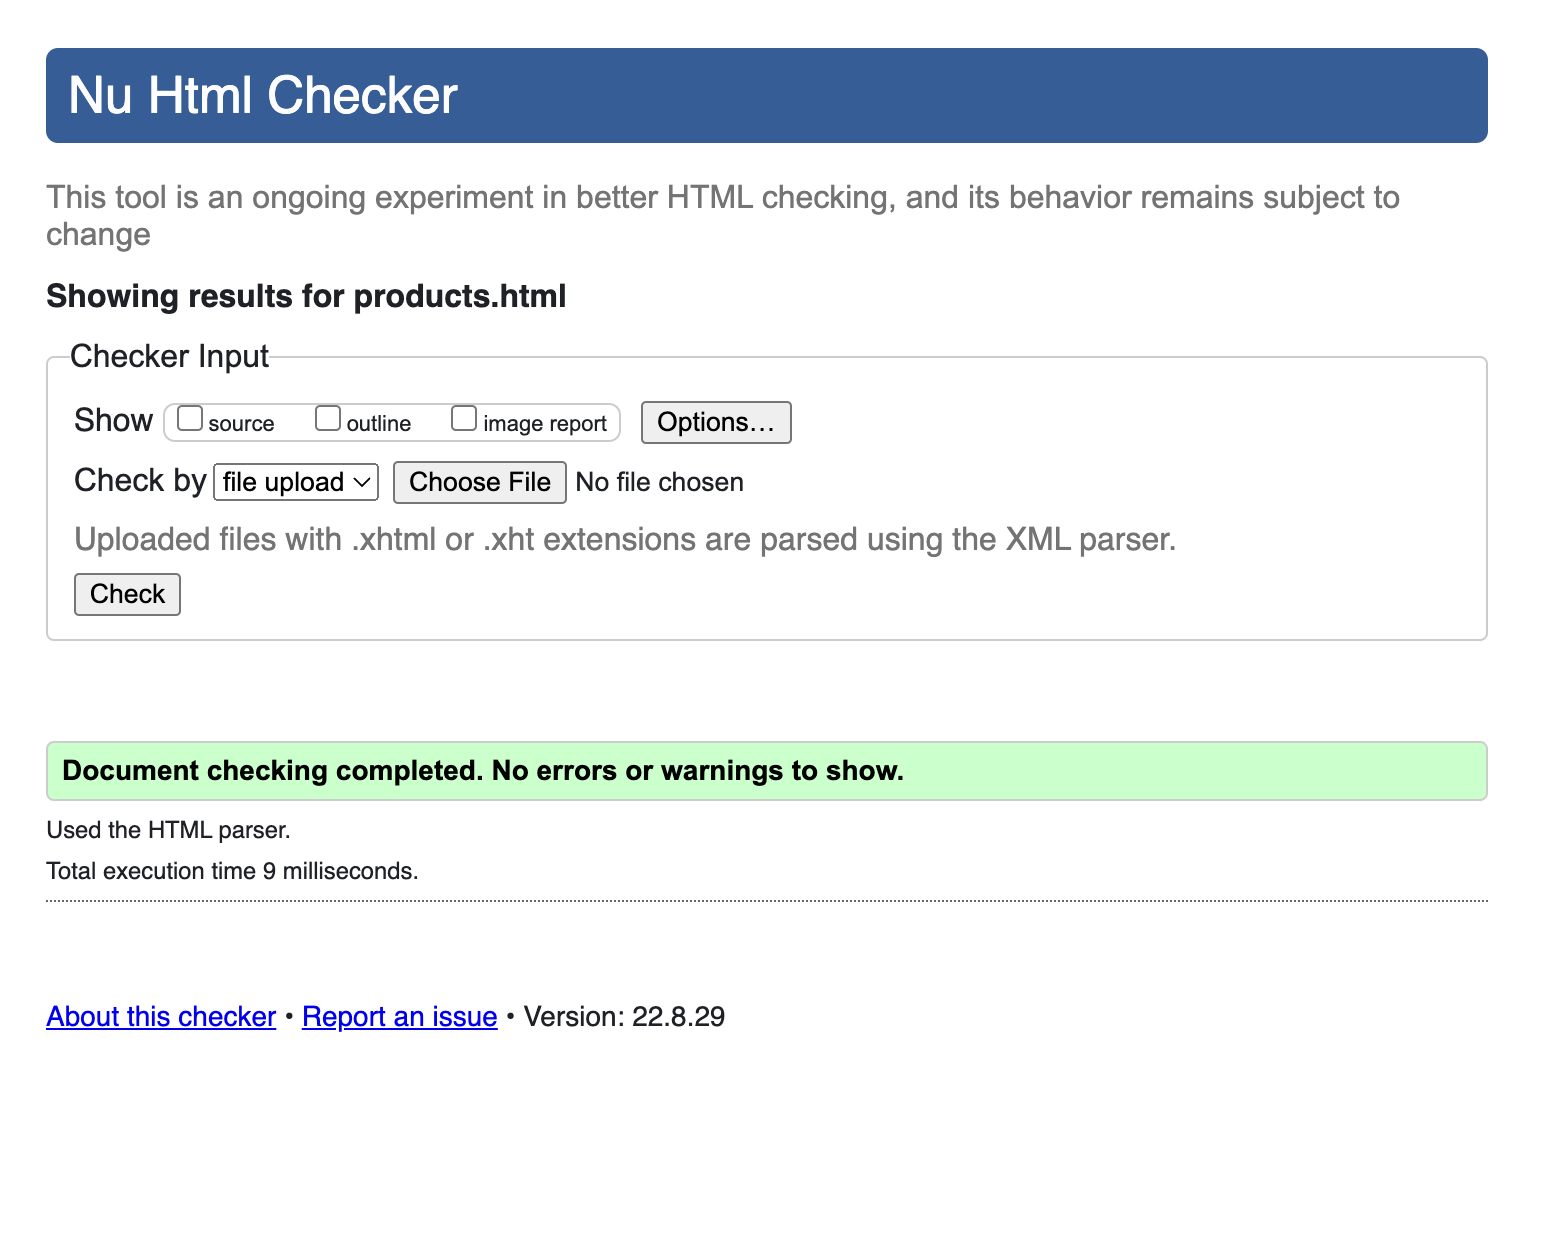 Nu Html Checker
This tool is an ongoing experiment in better HTML checking, and its behavior remains subject to
change
Showing results for products.html
Checker Input
Show source outline image report Options…
Check by file upload Choose File No file chosen
Uploaded files with .xhtml or .xht extensions are parsed using the XML parser.
Check
Document checking completed. No errors or warnings to show.
Used the HTML parser.
Total execution time 9 milliseconds.
About this checker • Report an issue • Version: 22.8.29